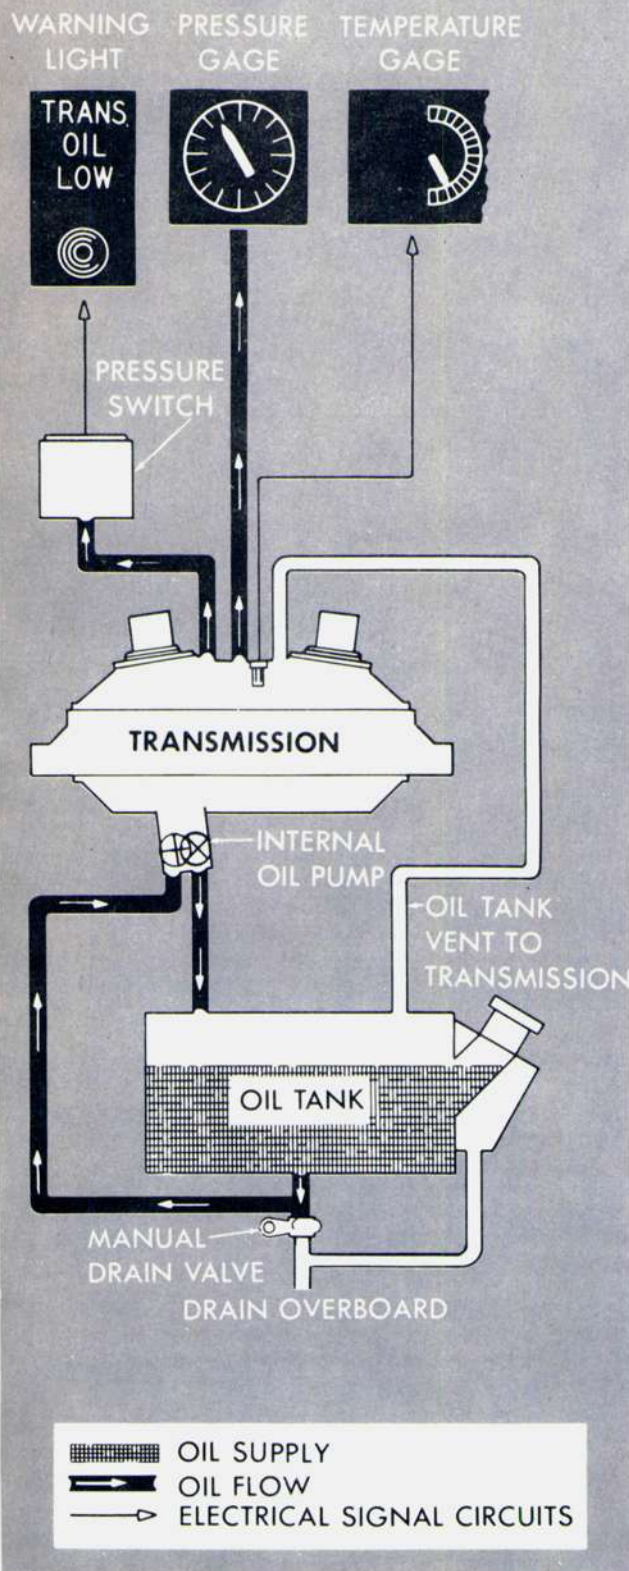 WARNING LIGHT
PRESSURE GAGE
TEMPERATURE GAGE
TRANS
OIL
LOW
PRESSURE
SWITCH
TRANSMISSION
INTERNAL
OIL PUMP
OIL TANK
VENT TO
TRANSMISSION
OIL TANK
MANUAL
DRAIN VALVE
DRAIN OVERBOARD
OIL SUPPLY
OIL FLOW
ELECTRICAL SIGNAL CIRCUITS